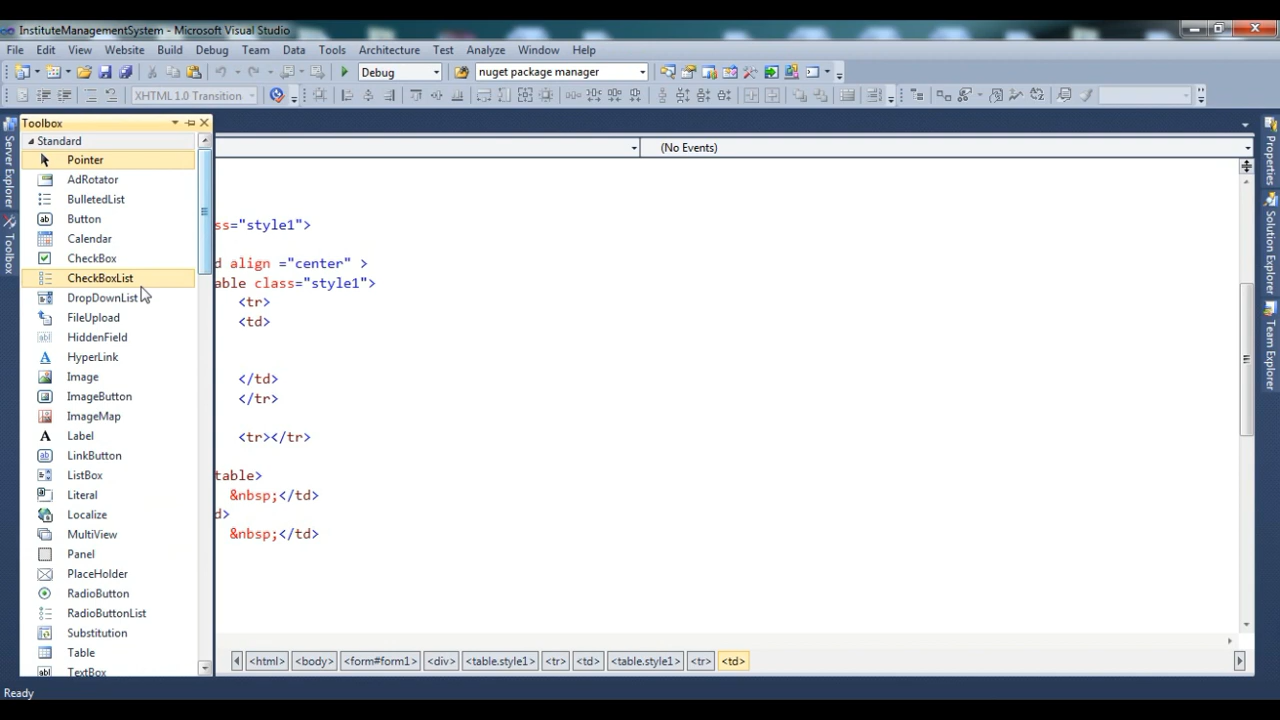 InstituteManagementSystem - Microsoft Visual Studio
File Edit View Website Build Debug Team Data Tools Architecture Test Analyze Window Help
Debug nuget package manager
XHTML 1.0 Transition
Toolbox
Standard
Pointer
AdRotator
BulletedList
Button
Calendar
CheckBox
CheckBoxList
DropDownList
FileUpload
HiddenField
HyperLink
Image
ImageButton
ImageMap
Label
LinkButton
ListBox
Literal
Localize
MultiView
Panel
PlaceHolder
RadioButton
RadioButtonList
Substitution
Table
TextBox
Server Explorer
Toolbox
(No Events)
ss="style1">
d align ="center" >
able class="style1">
<tr>
<td>
</td>
</tr>
<tr></tr>
table>
&nbsp;</td>
d>
&nbsp;</td>
<html> <body> <form#form1> <div> <table.style1> <tr> <td> <table.style1> <tr> <td>
Properties
Solution Explorer
Team Explorer
Ready